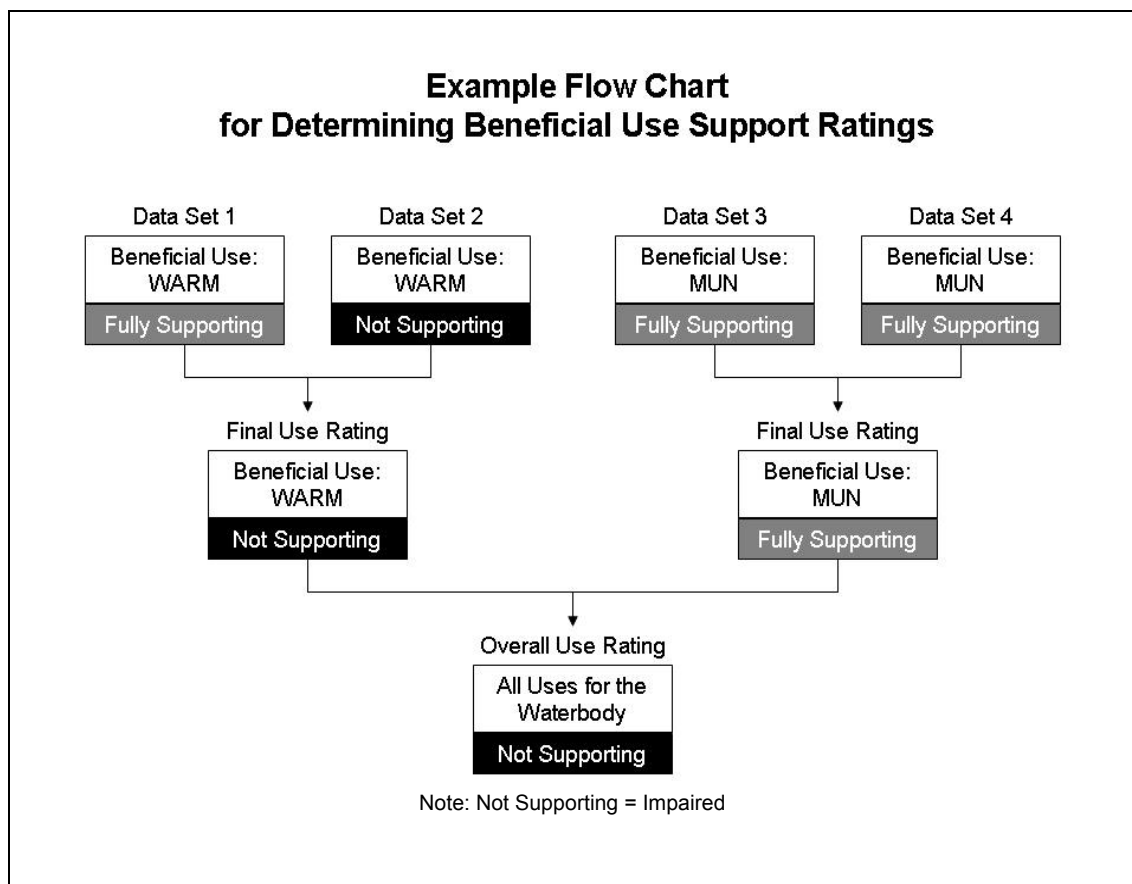 Example Flow Chart
for Determining Beneficial Use Support Ratings
Data Set 1
Beneficial Use:
WARM
Fully Supporting
Data Set 2
Beneficial Use:
WARM
Not Supporting
Data Set 3
Beneficial Use:
MUN
Fully Supporting
Data Set 4
Beneficial Use:
MUN
Fully Supporting
Final Use Rating
Beneficial Use:
WARM
Not Supporting
Final Use Rating
Beneficial Use:
MUN
Fully Supporting
Overall Use Rating
All Uses for the
Waterbody
Not Supporting
Note: Not Supporting = Impaired